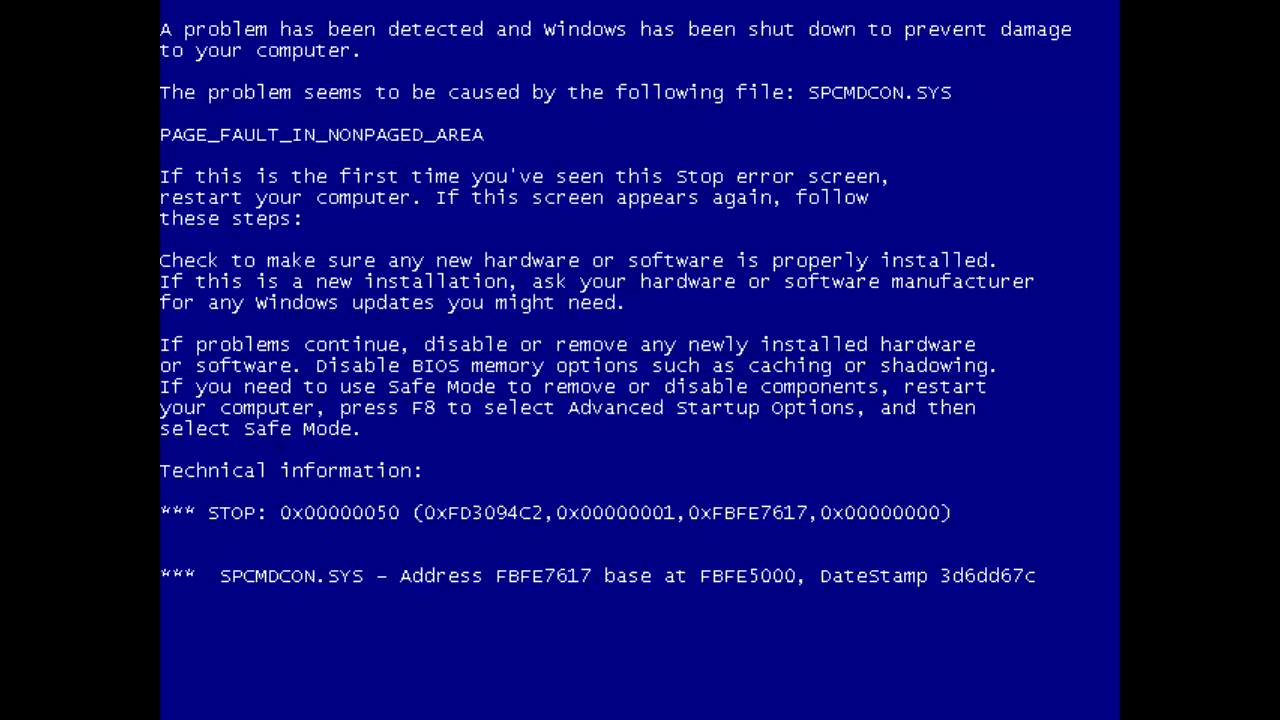 A problem has been detected and Windows has been shut down to prevent damage
to your computer.
The problem seems to be caused by the following file: SPCMDCON.SYS
PAGE_FAULT_IN_NONPAGED_AREA
If this is the first time you've seen this Stop error screen,
restart your computer. If this screen appears again, follow
these steps:
Check to make sure any new hardware or software is properly installed.
If this is a new installation, ask your hardware or software manufacturer
for any Windows updates you might need.
If problems continue, disable or remove any newly installed hardware
or software. Disable BIOS memory options such as caching or shadowing.
If you need to use Safe Mode to remove or disable components, restart
your computer, press F8 to select Advanced Startup Options, and then
select Safe Mode.
Technical information:
*** STOP: 0x00000050 (0xFD3094C2,0x00000001,0xFBFE7617,0x00000000)
***  SPCMDCON.SYS - Address FBFE7617 base at FBFE5000, DateStamp 3d6dd67c